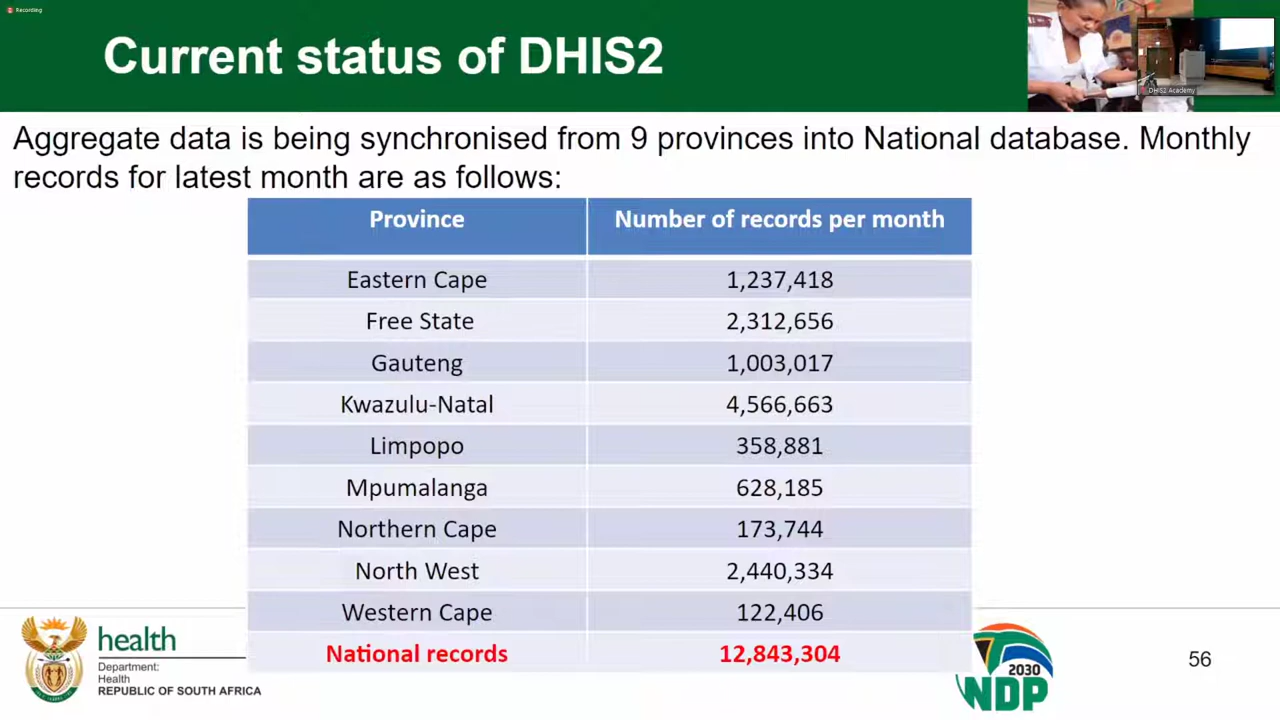 Recording
Current status of DHIS2
DHIS2 Academy
Aggregate data is being synchronised from 9 provinces into National database. Monthly
records for latest month are as follows:
Province Number of records per month
Eastern Cape 1,237,418
Free State 2,312,656
Gauteng 1,003,017
Kwazulu-Natal 4,566,663
Limpopo 358,881
Mpumalanga 628,185
Northern Cape 173,744
North West 2,440,334
Western Cape 122,406
National records 12,843,304
health
Department:
Health
REPUBLIC OF SOUTH AFRICA
2030
NDP
56